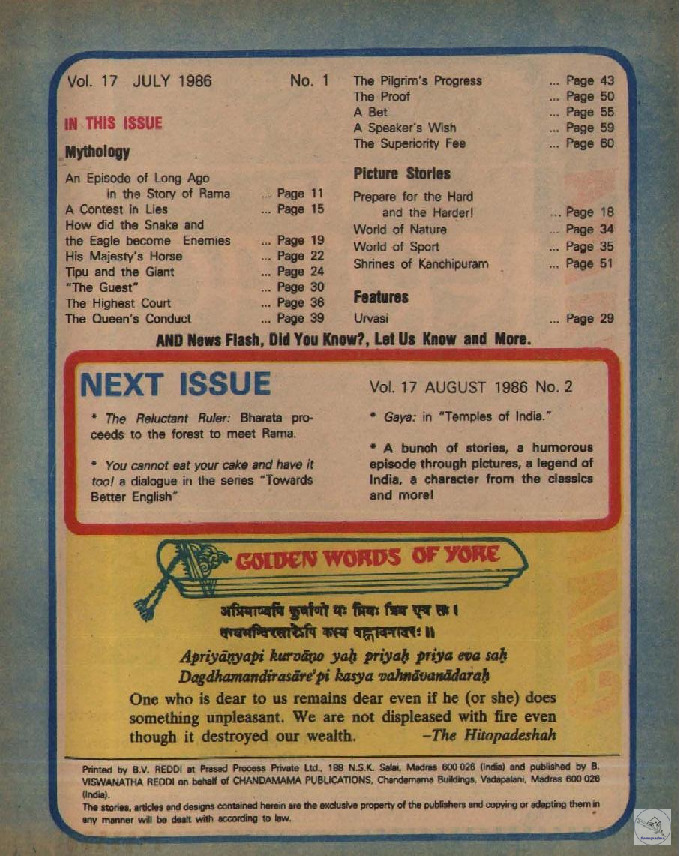 Vol. 17 JULY 1986 No. 1
IN THIS ISSUE
Mythology
An Episode of Long Ago
in the Story of Rama ... Page 11
A Contest in Lies ... Page 15
How did the Snake and
the Eagle become Enemies ... Page 19
His Majesty's Horse ... Page 22
Tipu and the Giant ... Page 24
"The Guest" ... Page 30
The Highest Court ... Page 36
The Queen's Conduct ... Page 39
The Pilgrim's Progress ... Page 43
The Proof ... Page 50
A Bet ... Page 55
A Speaker's Wish ... Page 59
The Superiority Fee ... Page 60
Picture Stories
Prepare for the Hard
and the Harder! ... Page 18
World of Nature ... Page 34
World of Sport ... Page 35
Shrines of Kanchipuram ... Page 51
Features
Urvasi ... Page 29
AND News Flash, Did You Know?, Let Us Know and More.
NEXT ISSUE
* The Reluctant Ruler: Bharata pro-
ceeds to the forest to meet Rama.
* You cannot eat your cake and have it
too! a dialogue in the series "Towards
Better English"
Vol. 17 AUGUST 1986 No. 2
* Gaya: in "Temples of India."
* A bunch of stories, a humorous
episode through pictures, a legend of
India, a character from the classics
and more!
GOLDEN WORDS OF YORE
अप्रियाण्यपि कुर्वाणो यः प्रियः प्रिय एव सः।
दग्धमन्दिरसारेऽपि कस्य वह्नावनादरः॥
Apriyāṇyapi kurvāṇo yaḥ priyaḥ priya eva saḥ
Dagdhamandirasāre'pi kasya vahnāvanādaraḥ
One who is dear to us remains dear even if he (or she) does
something unpleasant. We are not displeased with fire even
though it destroyed our wealth. –The Hitopadeshah
Printed by B.V. REDDI at Prasad Process Private Ltd., 188 N.S.K. Salai, Madras 600 026 (India) and published by B.
VISWANATHA REDDI on behalf of CHANDAMAMA PUBLICATIONS, Chandamama Buildings, Vadapalani, Madras 600 026
(India).
The stories, articles and designs contained herein are the exclusive property of the publishers and copying or adapting them in
any manner will be dealt with according to law.